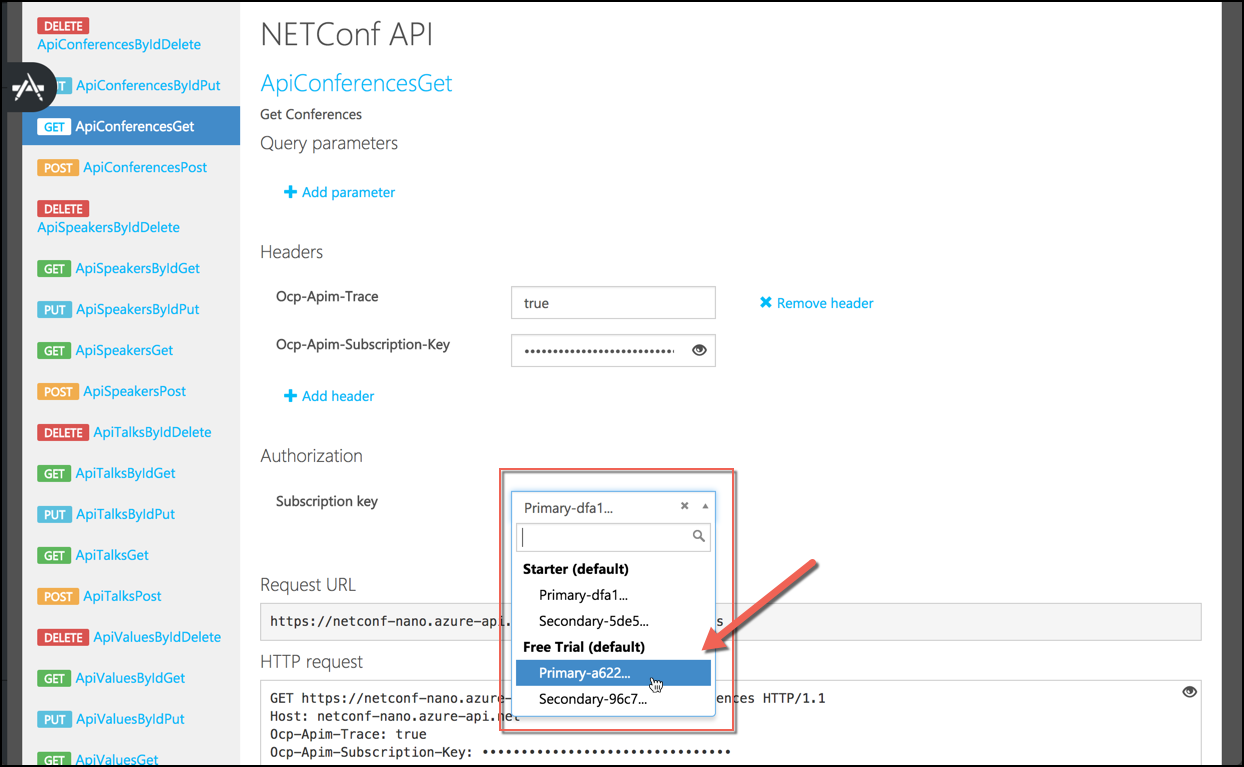 DELETE
ApiConferencesByIdDelete
ApiConferencesByIdPut
GET ApiConferencesGet
POST ApiConferencesPost
DELETE
ApiSpeakersByIdDelete
GET ApiSpeakersByIdGet
PUT ApiSpeakersByIdPut
GET ApiSpeakersGet
POST ApiSpeakersPost
DELETE ApiTalksByIdDelete
GET ApiTalksByIdGet
PUT ApiTalksByIdPut
GET ApiTalksGet
POST ApiTalksPost
DELETE ApiValuesByIdDelete
GET ApiValuesByIdGet
PUT ApiValuesByIdPut
GET ApiValuesGet
NETConf API
ApiConferencesGet
Get Conferences
Query parameters
Add parameter
Headers
Ocp-Apim-Trace true Remove header
Ocp-Apim-Subscription-Key
Add header
Authorization
Subscription key Primary-dfa1...
Starter (default)
Primary-dfa1...
Secondary-5de5...
Free Trial (default)
Primary-a622...
Secondary-96c7...
Request URL
https://netconf-nano.azure-api. s
HTTP request
GET https://netconf-nano.azure- ences HTTP/1.1
Host: netconf-nano.azure-api.net
Ocp-Apim-Trace: true
Ocp-Apim-Subscription-Key: ••••••••••••••••••••••••••••••••